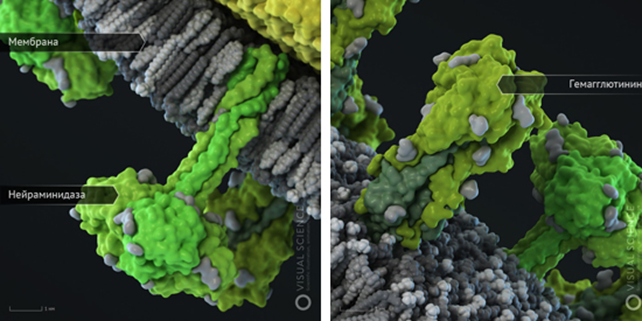 Мембрана
Нейраминидаза
VISUAL SCIENCE
Гемагглютинин
VISUAL SCIENCE